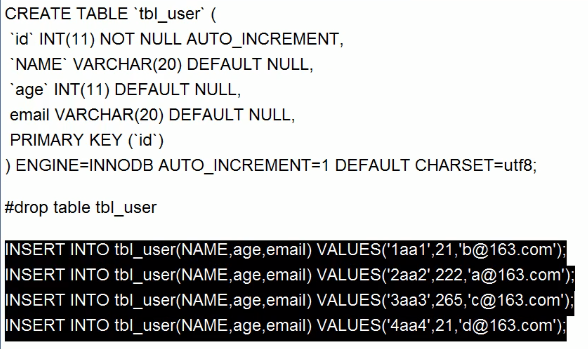 CREATE TABLE `tbl_user` (
`id` INT(11) NOT NULL AUTO_INCREMENT,
`NAME` VARCHAR(20) DEFAULT NULL,
`age` INT(11) DEFAULT NULL,
email VARCHAR(20) DEFAULT NULL,
PRIMARY KEY (`id`)
) ENGINE=INNODB AUTO_INCREMENT=1 DEFAULT CHARSET=utf8;
#drop table tbl_user
INSERT INTO tbl_user(NAME,age,email) VALUES('1aa1',21,'b@163.com');
INSERT INTO tbl_user(NAME,age,email) VALUES('2aa2',222,'a@163.com');
INSERT INTO tbl_user(NAME,age,email) VALUES('3aa3',265,'c@163.com');
INSERT INTO tbl_user(NAME,age,email) VALUES('4aa4',21,'d@163.com');